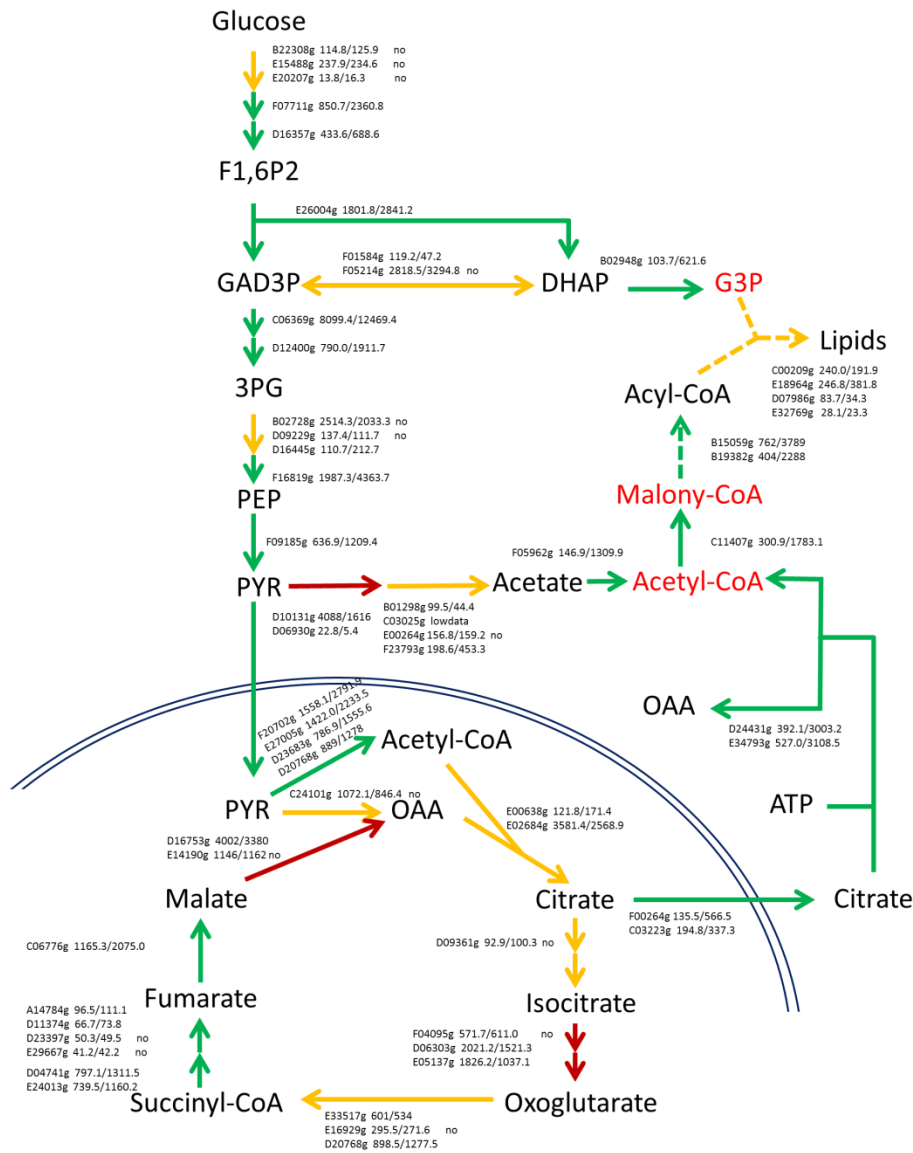 Glucose
B22308g 114.8/125.9 no
E15488g 237.9/234.6 no
E20207g 13.8/16.3 no
F07711g 850.7/2360.8
D16357g 433.6/688.6
F1,6P2
E26004g 1801.8/2841.2
F01584g 119.2/47.2
F05214g 2818.5/3294.8 no
B02948g 103.7/621.6
GAD3P
DHAP
G3P
C06369g 8099.4/12469.4
D12400g 790.0/1911.7
Lipids
C00209g 240.0/191.9
E18964g 246.8/381.8
D07986g 83.7/34.3
E32769g 28.1/23.3
3PG
Acyl-CoA
B02728g 2514.3/2033.3 no
D09229g 137.4/111.7 no
D16445g 110.7/212.7
B15059g 762/3789
B19382g 404/2288
F16819g 1987.3/4363.7
PEP
Malony-CoA
F09185g 636.9/1209.4
F05962g 146.9/1309.9
C11407g 300.9/1783.1
PYR
Acetate
Acetyl-CoA
D10131g 4088/1616
D06930g 22.8/5.4
B01298g 99.5/44.4
C03025g lowdata
E00264g 156.8/159.2 no
F23793g 198.6/453.3
F20702g 1558.1/2791.9
E27005g 1422.0/2233.5
D23683g 786.9/1555.6
D20768g 889/1278
OAA
D24431g 392.1/3003.2
E34793g 527.0/3108.5
Acetyl-CoA
C24101g 1072.1/846.4 no
PYR
OAA
ATP
E00638g 121.8/171.4
E02684g 3581.4/2568.9
D16753g 4002/3380
E14190g 1146/1162 no
Malate
Citrate
Citrate
F00264g 135.5/566.5
C03223g 194.8/337.3
C06776g 1165.3/2075.0
D09361g 92.9/100.3 no
Fumarate
Isocitrate
A14784g 96.5/111.1
D11374g 66.7/73.8
D23397g 50.3/49.5 no
E29667g 41.2/42.2 no
F04095g 571.7/611.0 no
D06303g 2021.2/1521.3
E05137g 1826.2/1037.1
D04741g 797.1/1311.5
E24013g 739.5/1160.2
Succinyl-CoA
Oxoglutarate
E33517g 601/534
E16929g 295.5/271.6 no
D20768g 898.5/1277.5